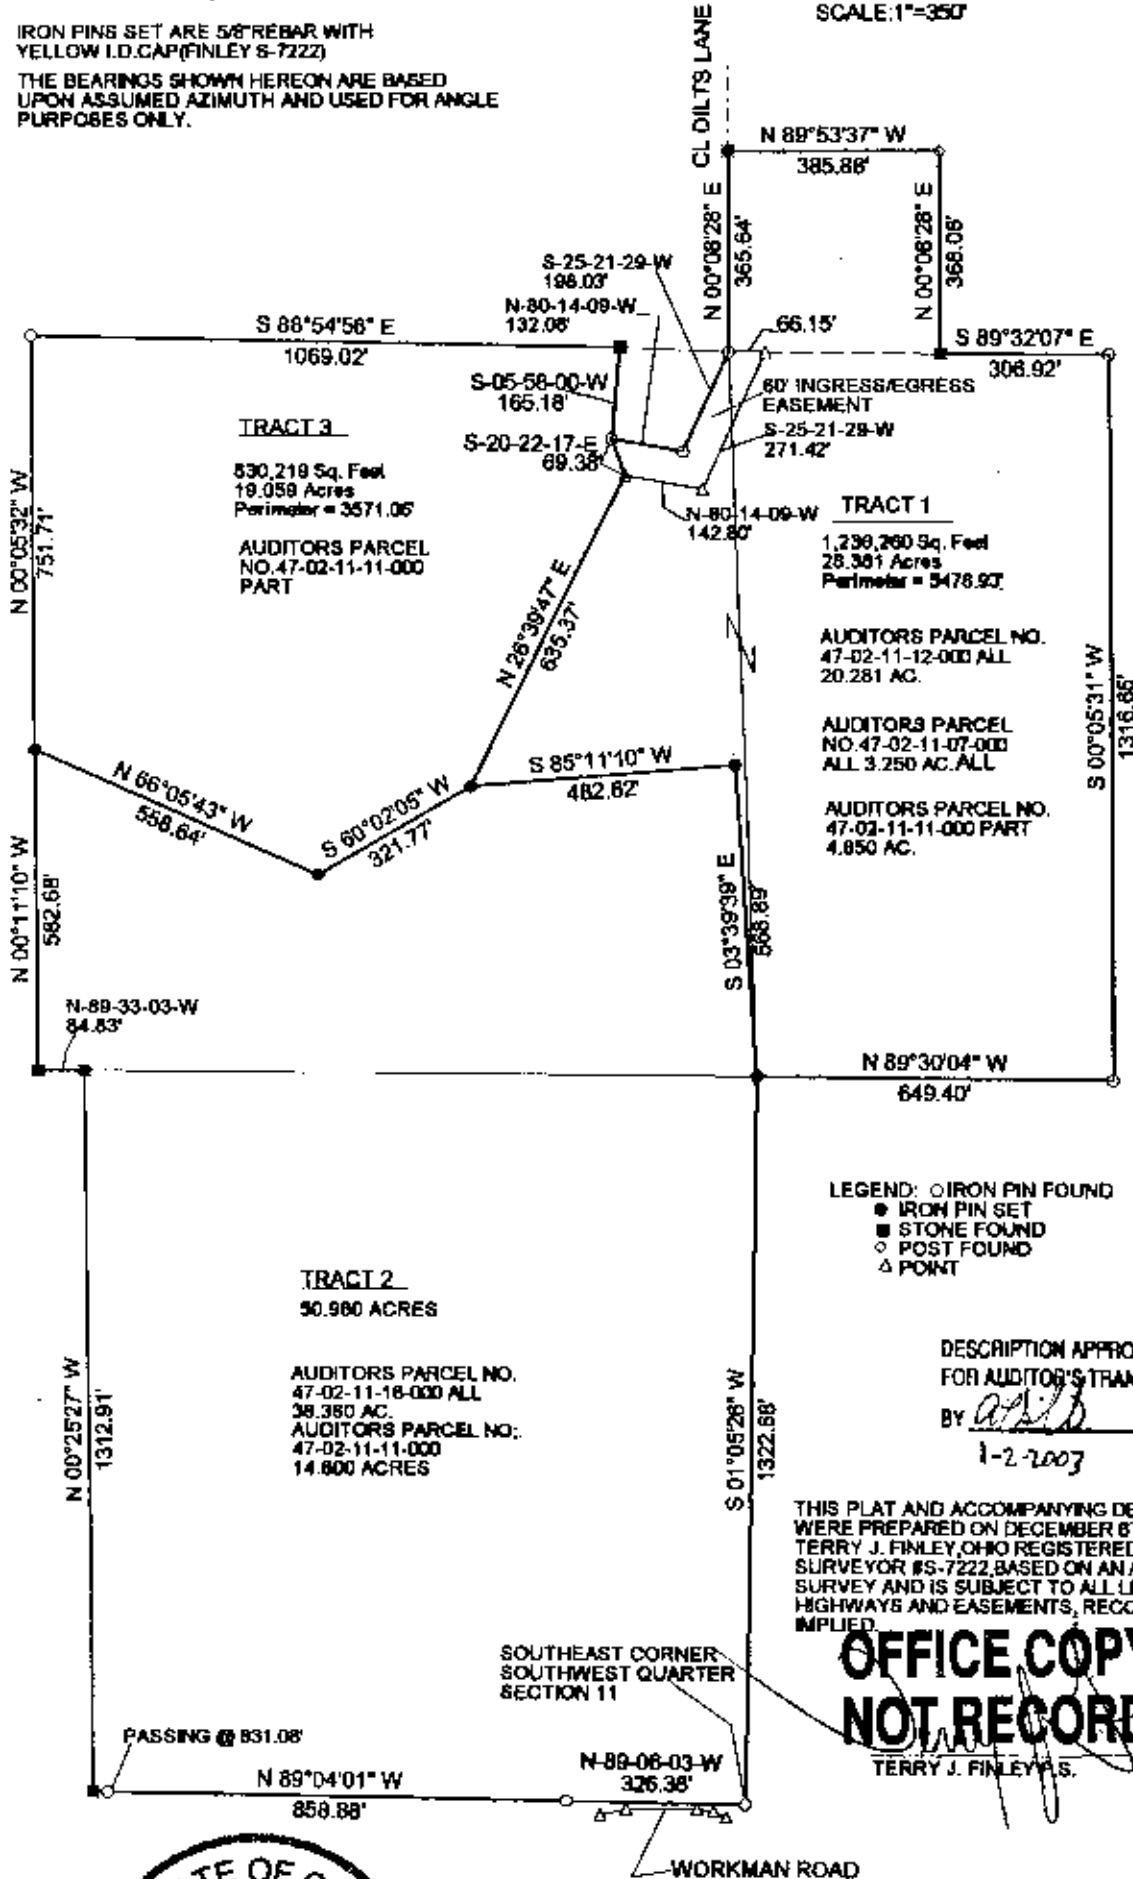 SCALE:1"=350'
IRON PINS SET ARE 5/8"REBAR WITH
YELLOW I.D.CAP(FINLEY S-7222)
THE BEARINGS SHOWN HEREON ARE BASED
UPON ASSUMED AZIMUTH AND USED FOR ANGLE
PURPOSES ONLY.
CL DILTS LANE
N 89°53'37" W
385.86'
N 00°08'28" E
365.64'
N 00°08'28" E
368.06'
S-25-21-29-W
198.03'
N-80-14-09-W
132.06'
S 88°54'56" E
1069.02'
66.15'
S 89°32'07" E
306.92'
S-05-58-00-W
165.18'
60' INGRESS/EGRESS
EASEMENT
S-25-21-29-W
271.42'
S-20-22-17-E
69.38'
TRACT 3
830,219 Sq. Feet
19.059 Acres
Perimeter = 3571.06'
AUDITORS PARCEL
NO.47-02-11-11-000
PART
N-80-14-09-W
142.80'
TRACT 1
1,236,260 Sq. Feet
28.381 Acres
Perimeter = 5478.93'
AUDITORS PARCEL NO.
47-02-11-12-000 ALL
20.281 AC.
AUDITORS PARCEL
NO.47-02-11-07-000
ALL 3.250 AC. ALL
AUDITORS PARCEL NO.
47-02-11-11-000 PART
4.850 AC.
N 00°05'32" W
751.71'
N 26°39'47" E
635.37'
N
S 00°05'31" W
1316.65'
N 66°05'43" W
558.64'
S 60°02'05" W
321.77'
S 85°11'10" W
482.62'
S 03°39'39" E
568.89'
N 00°11'10" W
582.68'
N-89-33-03-W
84.83'
N 89°30'04" W
649.40'
LEGEND: IRON PIN FOUND
IRON PIN SET
STONE FOUND
POST FOUND
POINT
TRACT 2
50.980 ACRES
AUDITORS PARCEL NO.
47-02-11-16-000 ALL
36.380 AC.
AUDITORS PARCEL NO:
47-02-11-11-000
14.600 ACRES
N 00°25'27" W
1312.91'
S 01°05'26" W
1322.88'
DESCRIPTION APPRO
FOR AUDITOR'S TRAN
BY
1-2-2003
THIS PLAT AND ACCOMPANYING DE
WERE PREPARED ON DECEMBER 6
TERRY J. FINLEY,OHIO REGISTERED
SURVEYOR #S-7222,BASED ON AN A
SURVEY AND IS SUBJECT TO ALL LE
HIGHWAYS AND EASEMENTS, RECO
IMPLIED.
OFFICE COPY
NOT RECORD
TERRY J. FINLEY P.S.
SOUTHEAST CORNER
SOUTHWEST QUARTER
SECTION 11
PASSING @ 831.08'
N 89°04'01" W
858.88'
N-89-06-03-W
326.38'
WORKMAN ROAD
TE OF